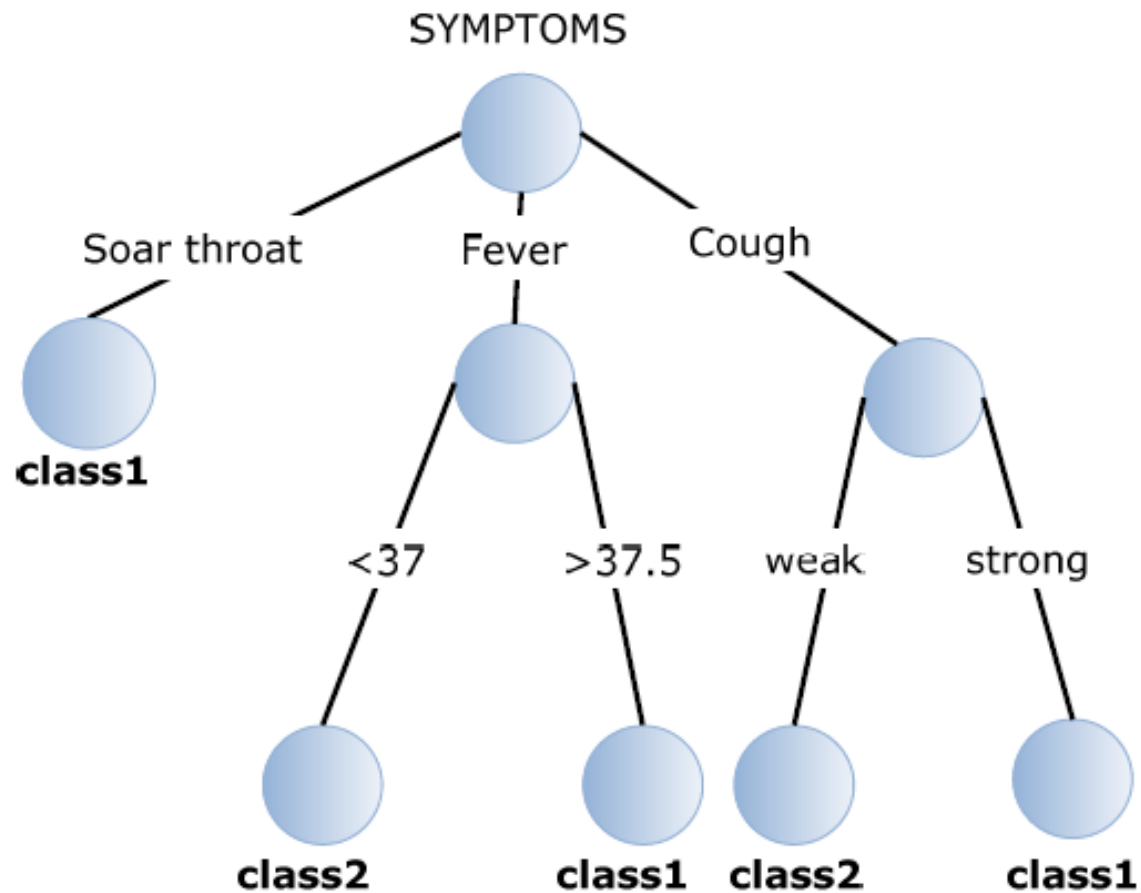 SYMPTOMS
Soar throat
Fever
Cough
class1
<37
>37.5
weak
strong
class2
class1
class2
class1